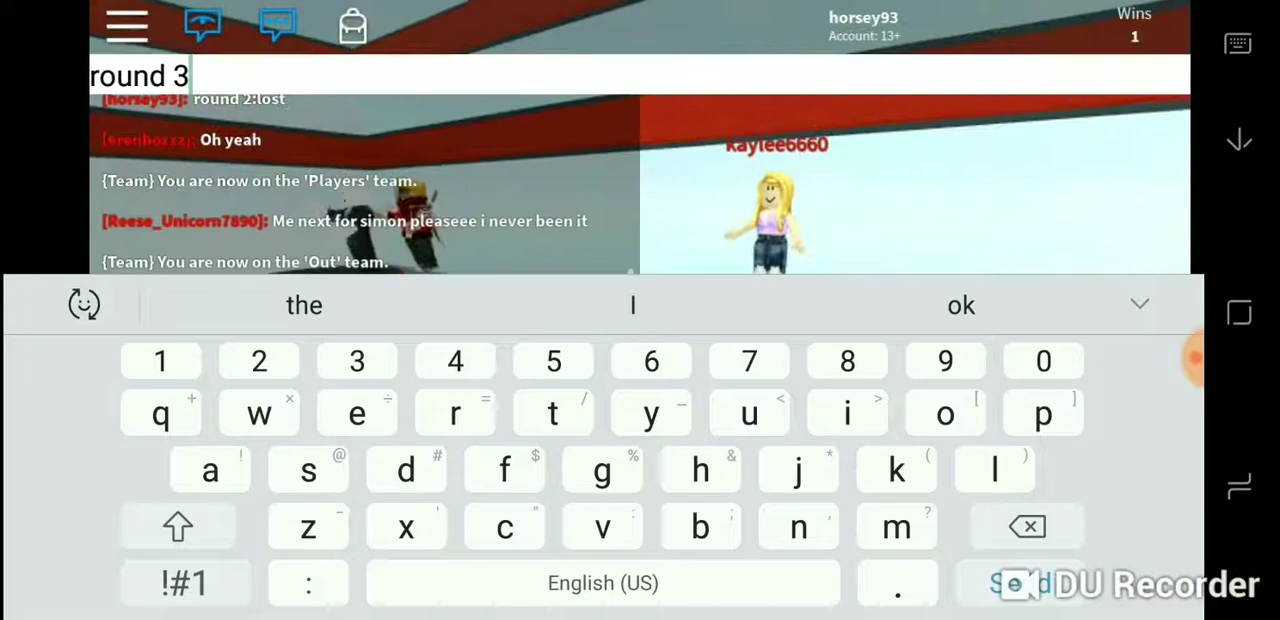 horsey93
Account: 13+
Wins
1
round 3
[horsey93]: round 2:lost
Oh yeah
{Team} You are now on the 'Players' team.
[Reese_Unicorn7890]: Me next for simon pleaseee i never been it
{Team} You are now on the 'Out' team.
kaylee6660
the I ok
1 2 3 4 5 6 7 8 9 0
q + w × e ÷ r = t / y _ u < i > o [ p ]
a ! s @ d # f $ g % h & j * k ( l )
z - x ' c " v : b ; n , m ?
!#1 : English (US) . Send
DU Recorder